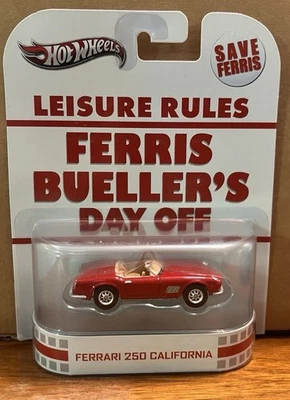 Hot Wheels
SAVE
FERRIS
LEISURE RULES
FERRIS
BUELLER'S
DAY OFF
FERRARI 250 CALIFORNIA